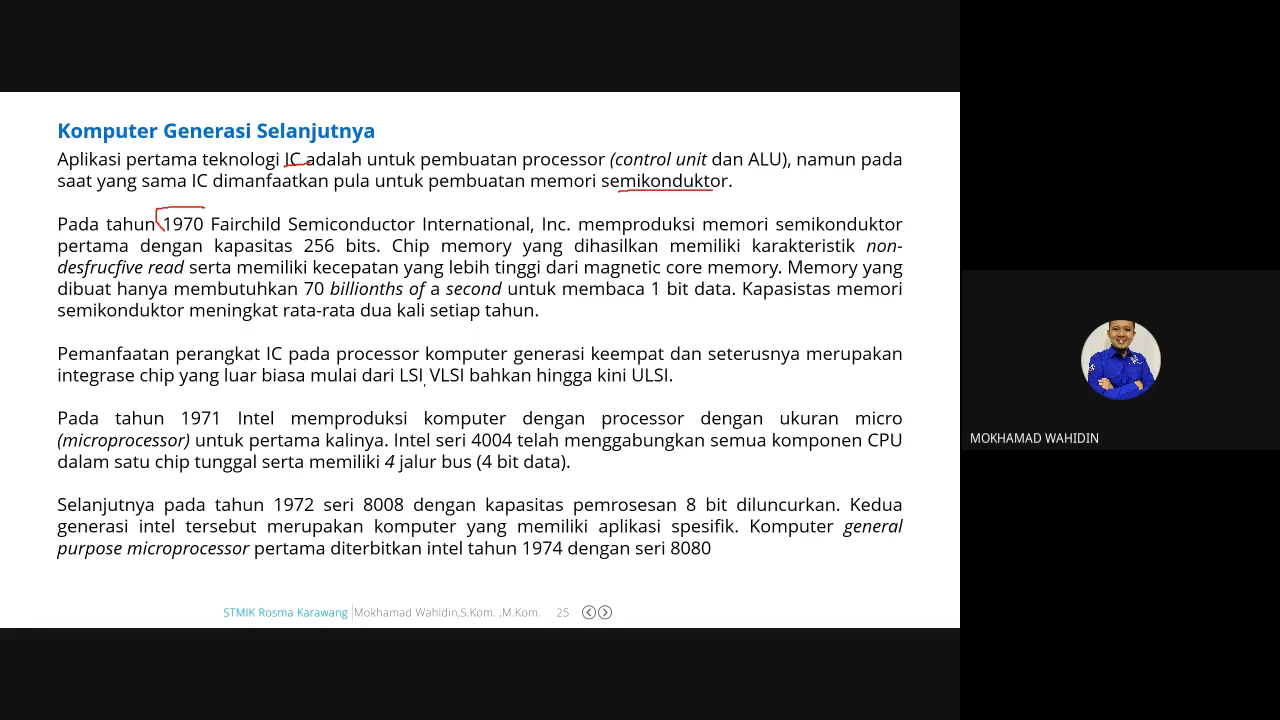 Komputer Generasi Selanjutnya
Aplikasi pertama teknologi IC adalah untuk pembuatan processor (control unit dan ALU), namun pada
saat yang sama IC dimanfaatkan pula untuk pembuatan memori semikonduktor.
Pada tahun 1970 Fairchild Semiconductor International, Inc. memproduksi memori semikonduktor
pertama dengan kapasitas 256 bits. Chip memory yang dihasilkan memiliki karakteristik non-
desfrucfive read serta memiliki kecepatan yang lebih tinggi dari magnetic core memory. Memory yang
dibuat hanya membutuhkan 70 billionths of a second untuk membaca 1 bit data. Kapasistas memori
semikonduktor meningkat rata-rata dua kali setiap tahun.
Pemanfaatan perangkat IC pada processor komputer generasi keempat dan seterusnya merupakan
integrase chip yang luar biasa mulai dari LSI, VLSI bahkan hingga kini ULSI.
Pada tahun 1971 Intel memproduksi komputer dengan processor dengan ukuran micro
(microprocessor) untuk pertama kalinya. Intel seri 4004 telah menggabungkan semua komponen CPU
dalam satu chip tunggal serta memiliki 4 jalur bus (4 bit data).
Selanjutnya pada tahun 1972 seri 8008 dengan kapasitas pemrosesan 8 bit diluncurkan. Kedua
generasi intel tersebut merupakan komputer yang memiliki aplikasi spesifik. Komputer general
purpose microprocessor pertama diterbitkan intel tahun 1974 dengan seri 8080
STMIK Rosma Karawang Mokhamad Wahidin,S.Kom. ,M.Kom. 25
MOKHAMAD WAHIDIN